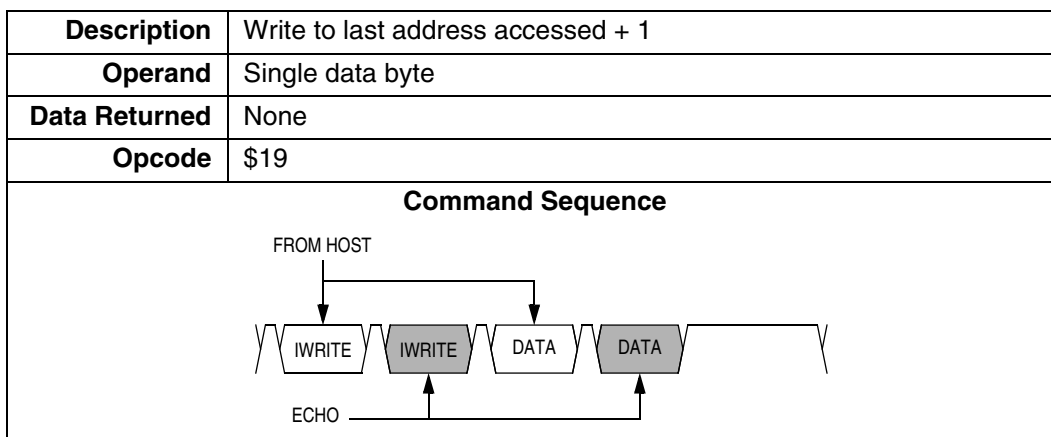 Description Write to last address accessed + 1
Operand Single data byte
Data Returned None
Opcode $19
Command Sequence
FROM HOST
IWRITE IWRITE DATA DATA
ECHO